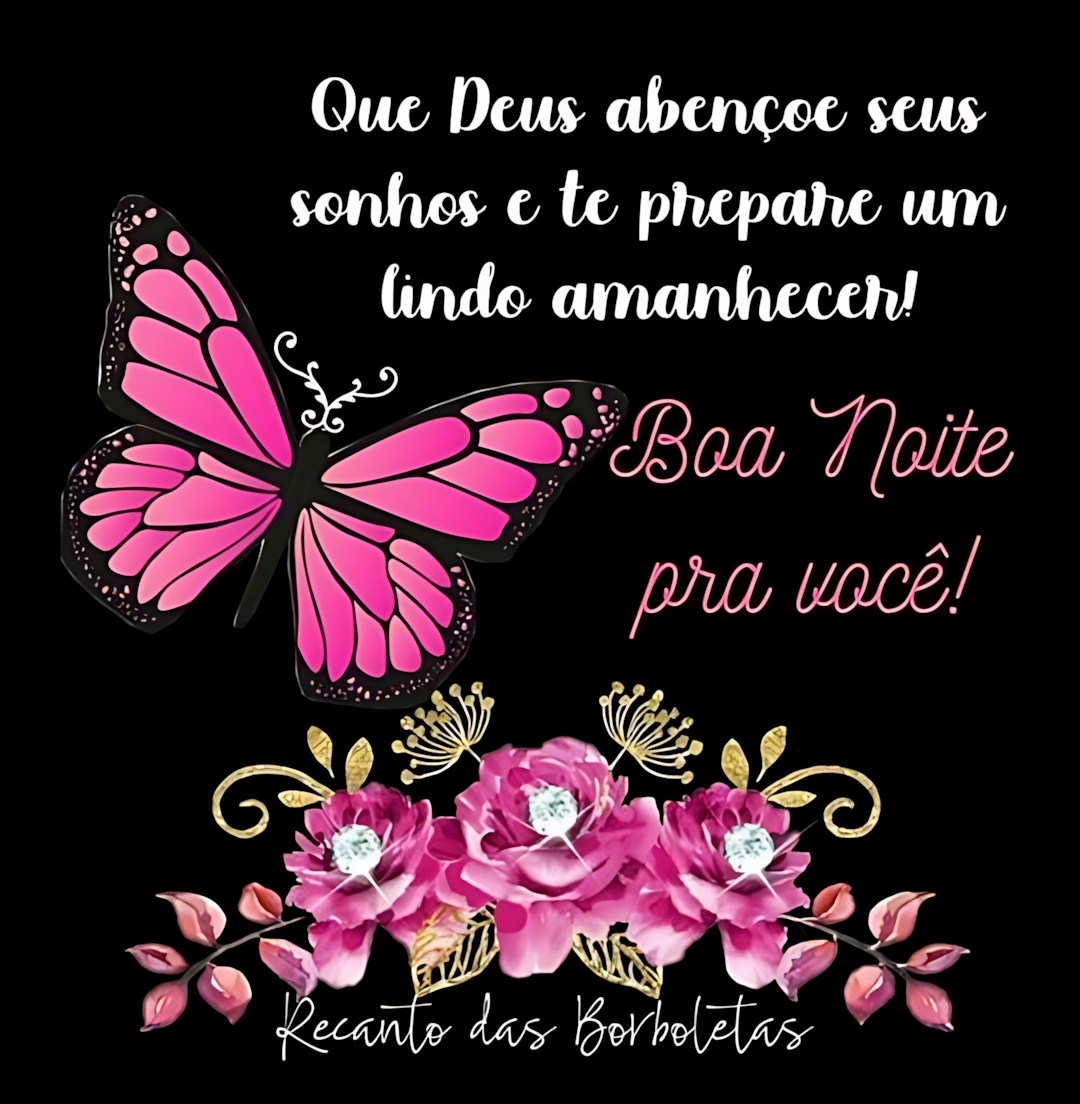 Que Deus abençoe seus
sonhos e te prepare um
lindo amanhecer!
Boa Noite
pra você!
Recanto das Borboletas